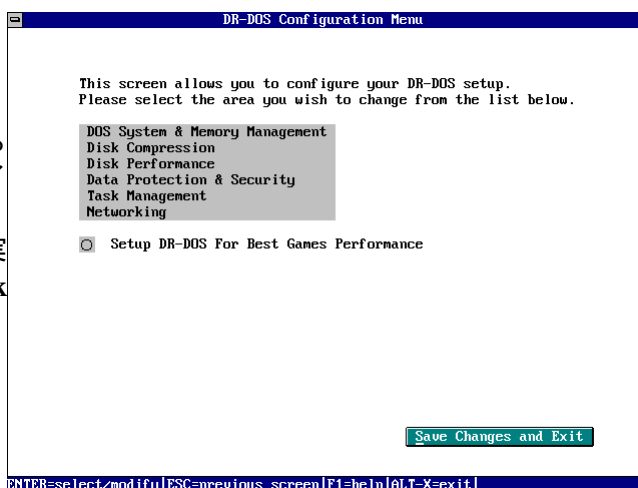 DR-DOS Configuration Menu
This screen allows you to configure your DR-DOS setup.
Please select the area you wish to change from the list below.
DOS System & Memory Management
Disk Compression
Disk Performance
Data Protection & Security
Task Management
Networking
Setup DR-DOS For Best Games Performance
Save Changes and Exit
ENTER=select/modify|ESC=previous screen|F1=help|ALT-X=exit|